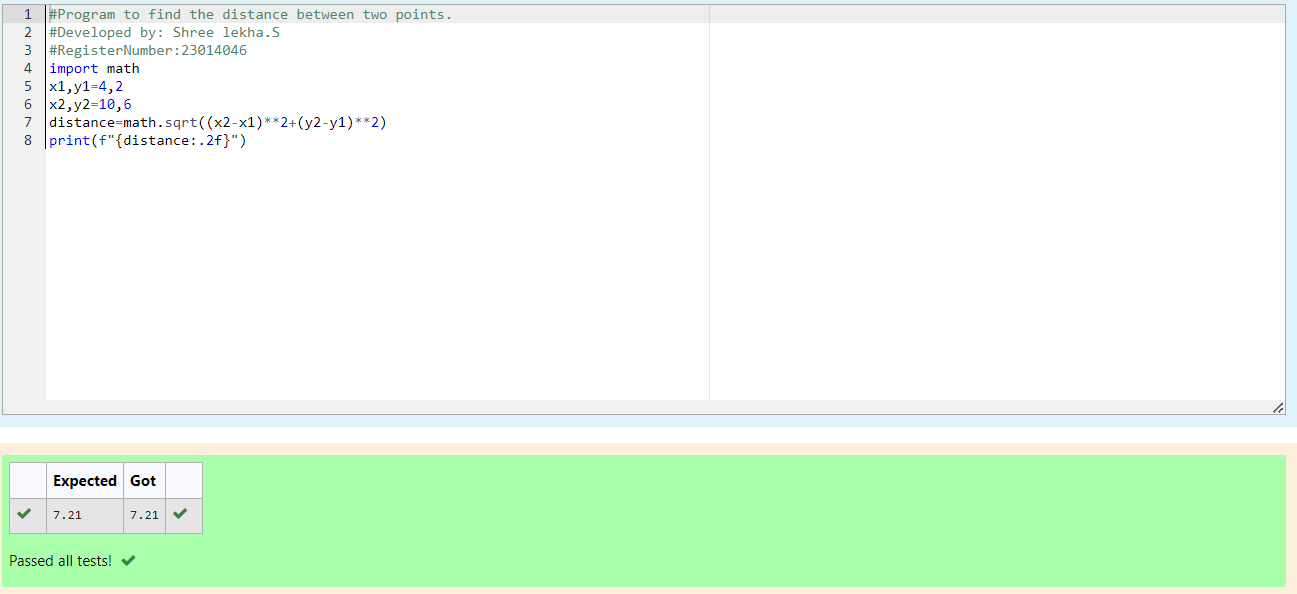 1 #Program to find the distance between two points.
2 #Developed by: Shree lekha.S
3 #RegisterNumber:23014046
4 import math
5 x1,y1=4,2
6 x2,y2=10,6
7 distance=math.sqrt((x2-x1)**2+(y2-y1)**2)
8 print(f"{distance:.2f}")
Expected Got
7.21 7.21
Passed all tests!